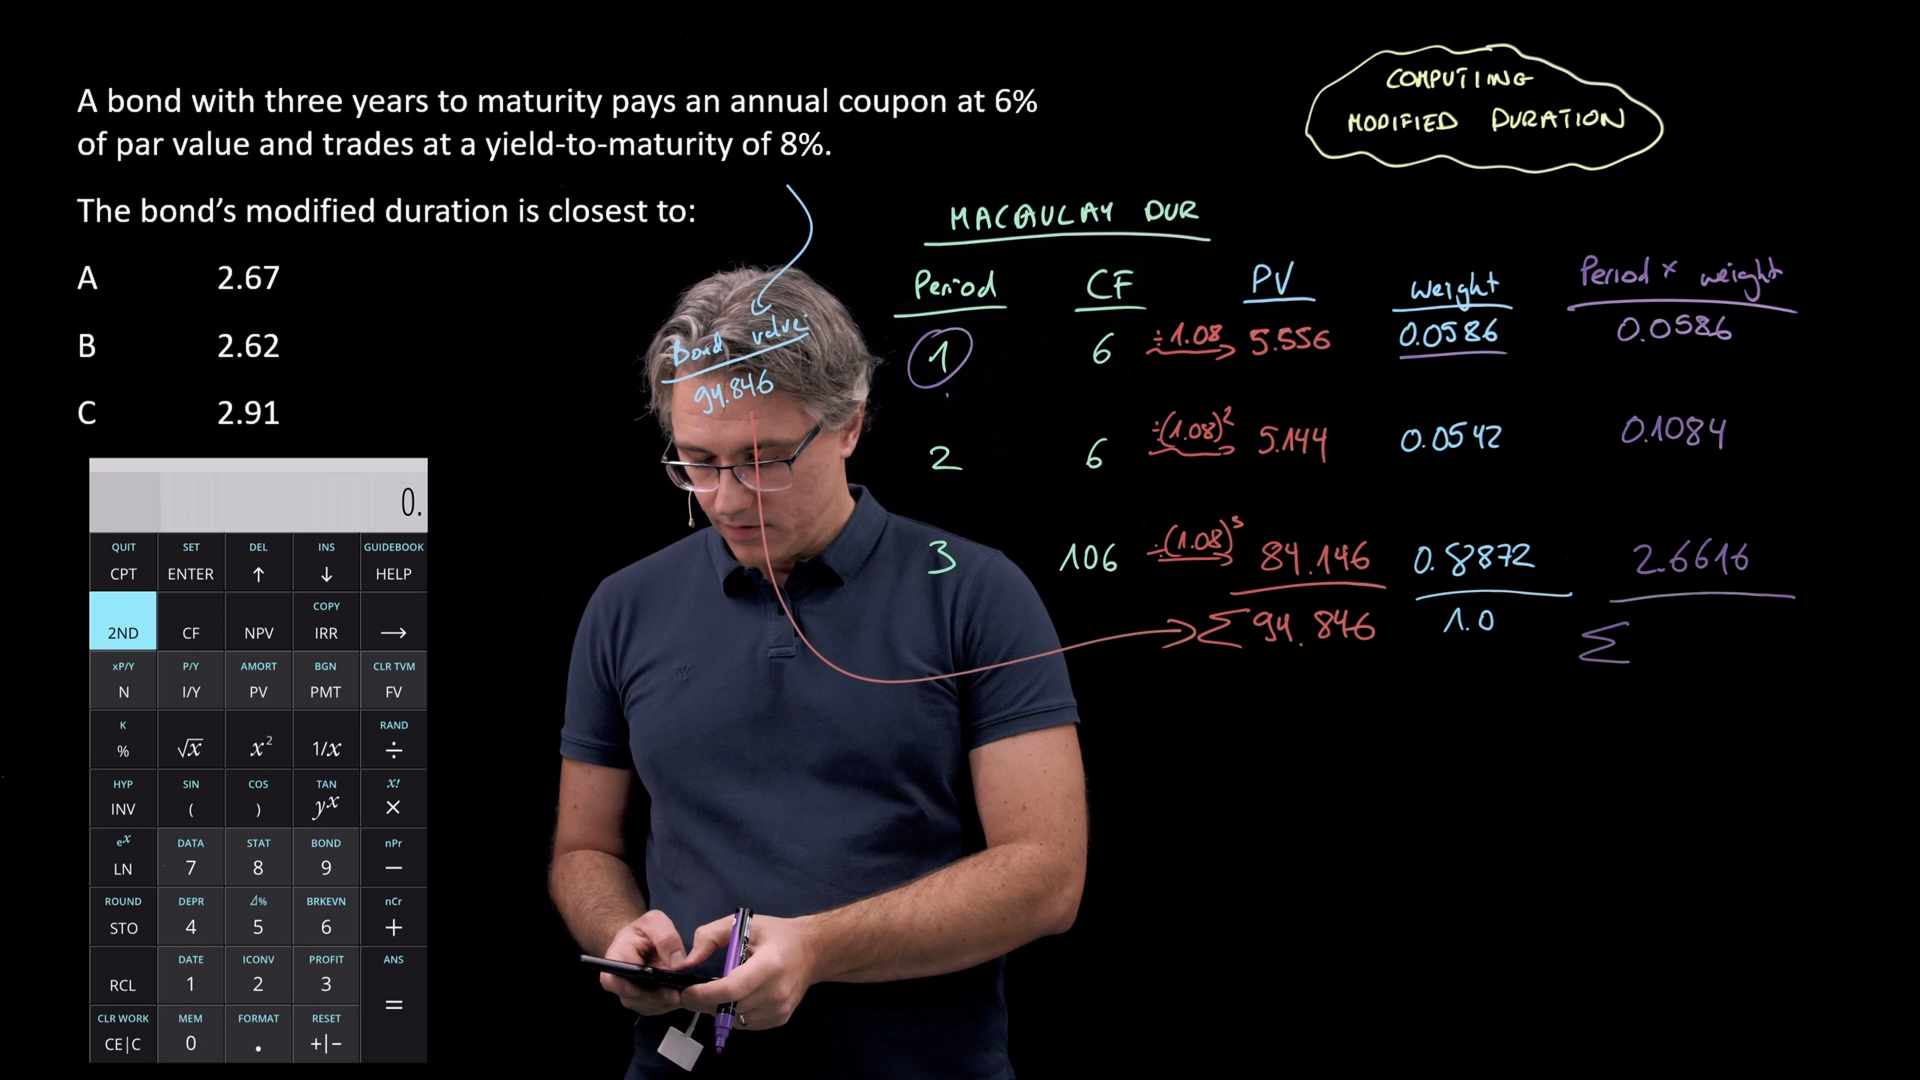 COMPUTING
MODIFIED DURATION
A bond with three years to maturity pays an annual coupon at 6%
of par value and trades at a yield-to-maturity of 8%.
The bond's modified duration is closest to:
A 2.67
B 2.62
C 2.91
Bond value
94.846
MACAULAY DUR
Period CF PV weight Period × weight
1 6 ÷1.08 5.556 0.0586 0.0586
2 6 ÷(1.08)² 5.144 0.0542 0.1084
3 106 ÷(1.08)³ 84.146 0.8872 2.6616
Σ 94.846 1.0 Σ
0.
QUIT SET DEL INS GUIDEBOOK
CPT ENTER ↑ ↓ HELP
COPY
2ND CF NPV IRR →
xP/Y P/Y AMORT BGN CLR TVM
N I/Y PV PMT FV
K RAND
% √x x² 1/x ÷
HYP SIN COS TAN x!
INV ( ) yˣ ×
eˣ DATA STAT BOND nPr
LN 7 8 9 −
ROUND DEPR Δ% BRKEVN nCr
STO 4 5 6 +
DATE ICONV PROFIT ANS
RCL 1 2 3 =
CLR WORK MEM FORMAT RESET
CE|C 0 . +|−